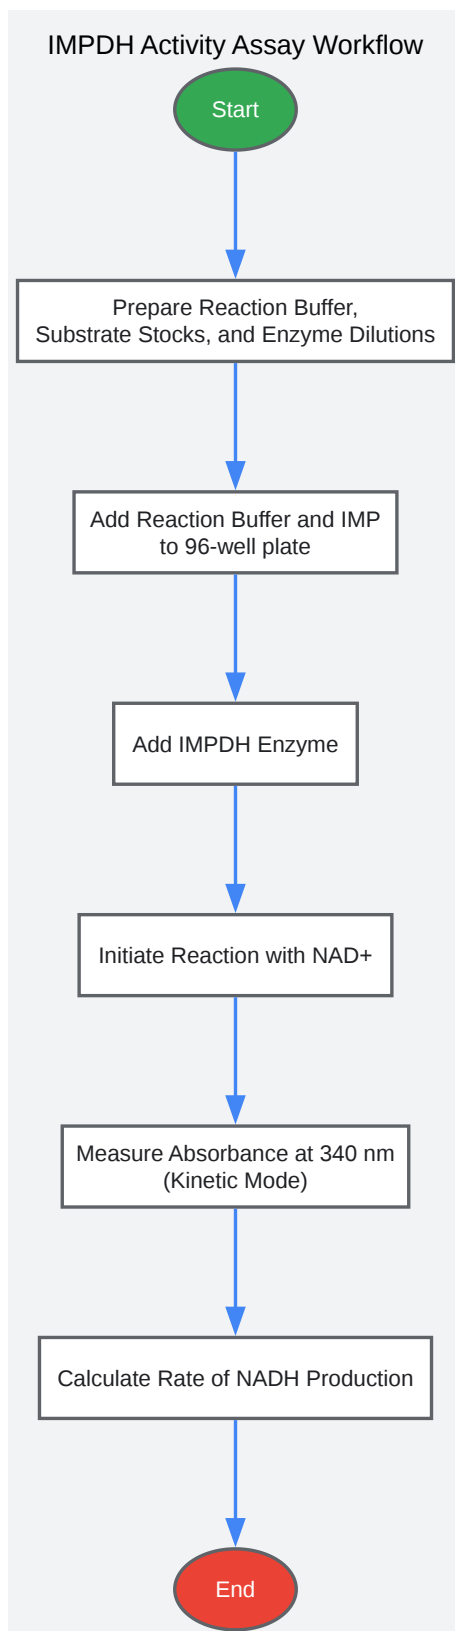 IMPDH Activity Assay Workflow
Start
Prepare Reaction Buffer,
Substrate Stocks, and Enzyme Dilutions
Add Reaction Buffer and IMP
to 96-well plate
Add IMPDH Enzyme
Initiate Reaction with NAD+
Measure Absorbance at 340 nm
(Kinetic Mode)
Calculate Rate of NADH Production
End